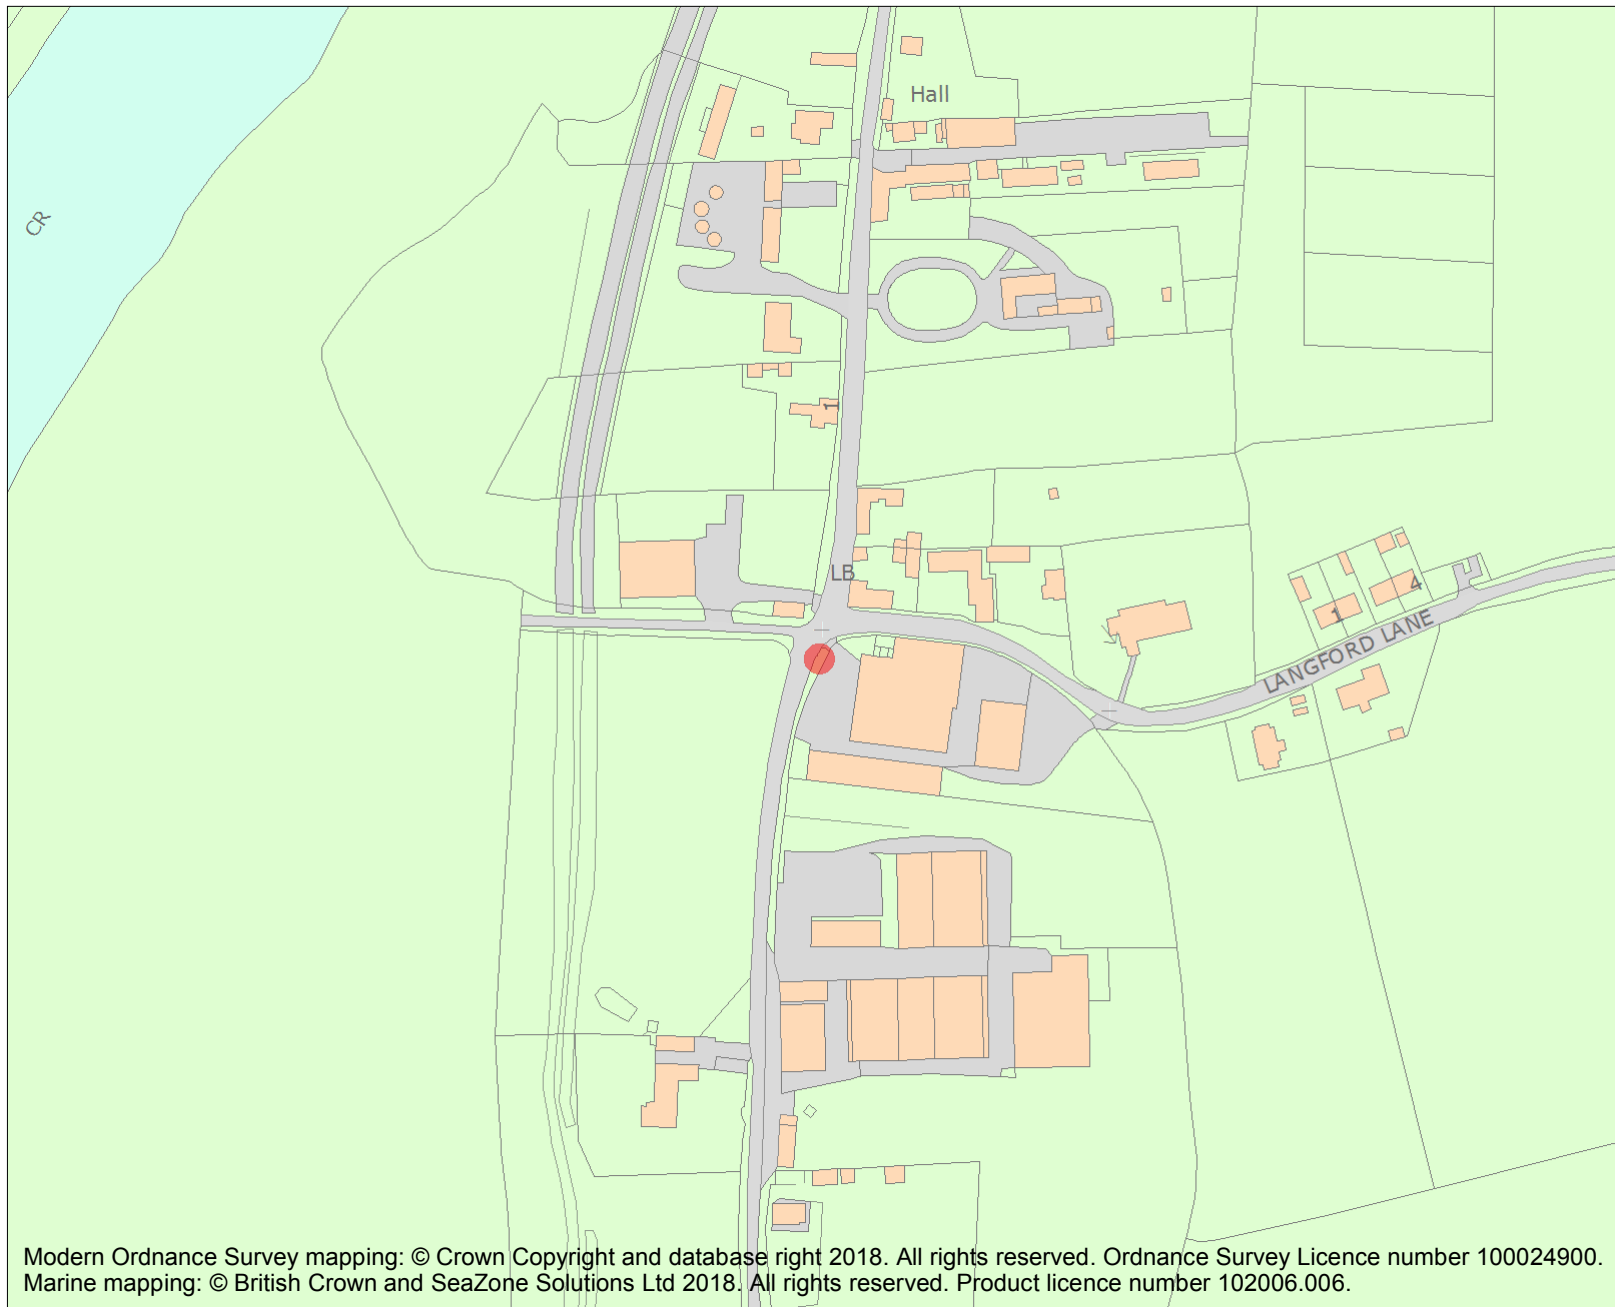 Hall
CR
1
LB
4
1
LANGFORD LANE
Modern Ordnance Survey mapping: © Crown Copyright and database right 2018. All rights reserved. Ordnance Survey Licence number 100024900.
Marine mapping: © British Crown and SeaZone Solutions Ltd 2018. All rights reserved. Product licence number 102006.006.